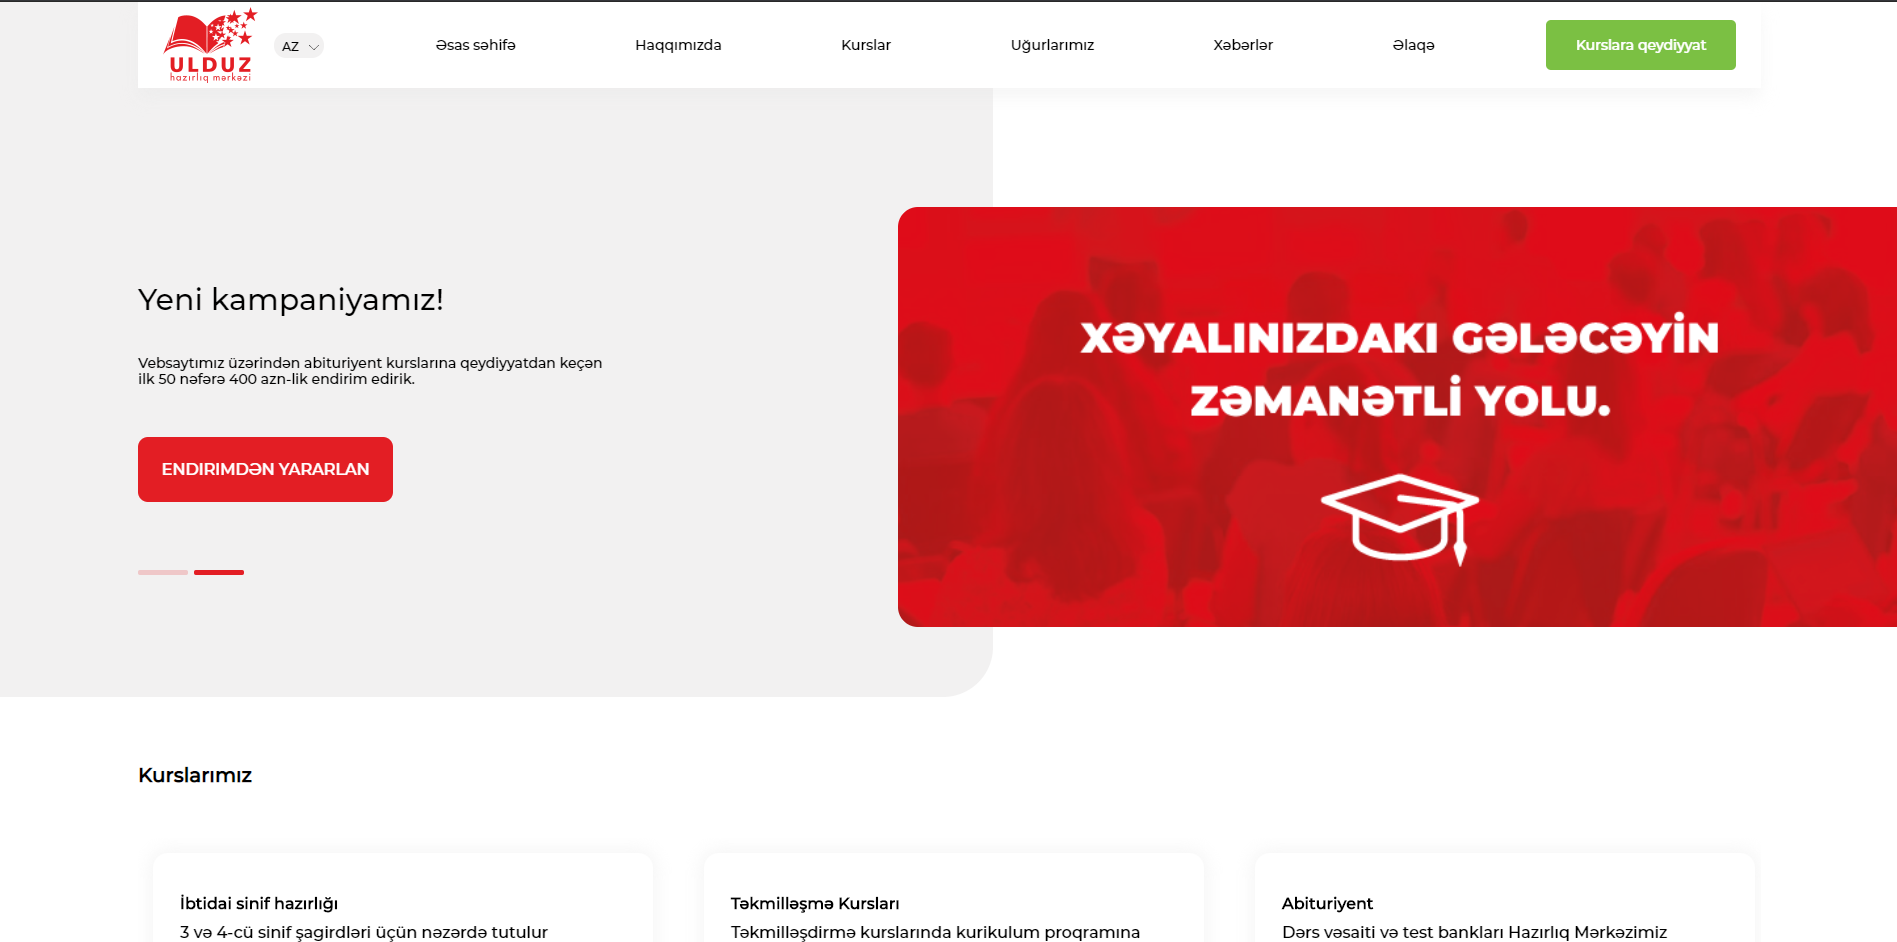 ULDUZ
hazırlıq mərkəzi
AZ
Əsas səhifə
Haqqımızda
Kurslar
Uğurlarımız
Xəbərlər
Əlaqə
Kurslara qeydiyyat
Yeni kampaniyamız!
Vebsaytımız üzərindən abituriyent kurslarına qeydiyyatdan keçən
ilk 50 nəfərə 400 azn-lik endirim edirik.
ENDIRIMDƏN YARARLAN
XƏYALINIZDAKI GƏLƏCƏYİN
ZƏMANƏTLİ YOLU.
Kurslarımız
İbtidai sinif hazırlığı
3 və 4-cü sinif şagirdləri üçün nəzərdə tutulur
Təkmilləşmə Kursları
Təkmilləşdirmə kurslarında kurikulum proqramına
Abituriyent
Dərs vəsaiti və test bankları Hazırlıq Mərkəzimiz